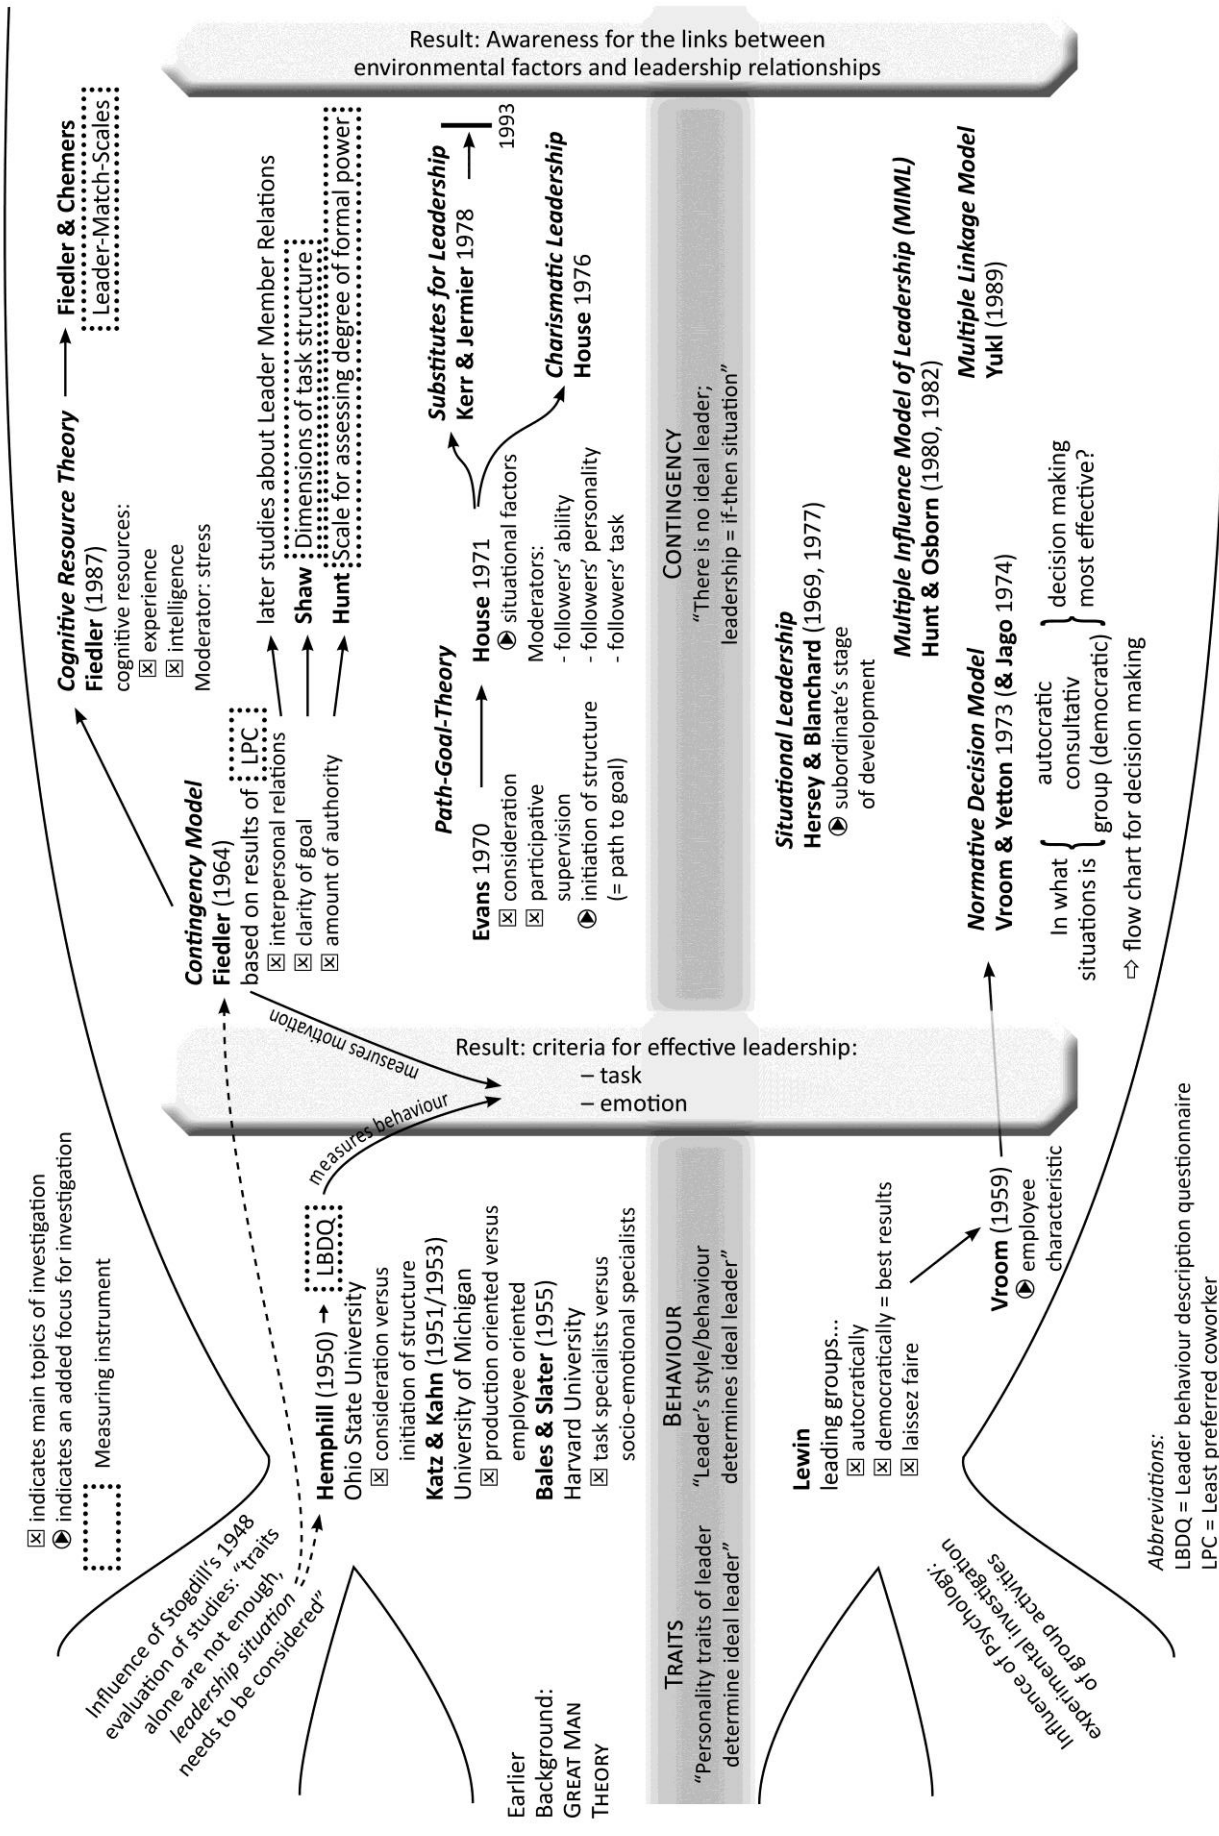 ☒ indicates main topics of investigation
▶ indicates an added focus for investigation
Measuring instrument
Influence of Stogdill's 1948
evaluation of studies: "traits
alone are not enough,
leadership situation
needs to be considered"
Earlier
Background:
GREAT MAN
THEORY
Hemphill (1950) → LBDQ
Ohio State University
☒ consideration versus
initiation of structure
Katz & Kahn (1951/1953)
University of Michigan
☒ production oriented versus
employee oriented
Bales & Slater (1955)
Harvard University
☒ task specialists versus
socio-emotional specialists
measures behaviour
measures motivation
TRAITS
"Personality traits of leader
determine ideal leader"
BEHAVIOUR
"Leader's style/behaviour
determines ideal leader"
Lewin
leading groups...
☒ autocratically
☒ democratically = best results
☒ laissez faire
Influence of Psychology:
experimental investigation
of group activities
Vroom (1959)
▶ employee
characteristic
Result: criteria for effective leadership:
– task
– emotion
Contingency Model
Fiedler (1964)
based on results of LPC
☒ interpersonal relations
☒ clarity of goal
☒ amount of authority
Cognitive Resource Theory
Fiedler (1987)
cognitive resources:
☒ experience
☒ intelligence
Moderator: stress
Fiedler & Chemers
Leader-Match-Scales
later studies about Leader Member Relations
Shaw Dimensions of task structure
Hunt Scale for assessing degree of formal power
Path-Goal-Theory
Evans 1970
☒ consideration
☒ participative
supervision
▶ initiation of structure
(= path to goal)
House 1971
▶ situational factors
Moderators:
- followers' ability
- followers' personality
- followers' task
Substitutes for Leadership
Kerr & Jermier 1978
1993
Charismatic Leadership
House 1976
CONTINGENCY
"There is no ideal leader;
leadership = if-then situation"
Situational Leadership
Hersey & Blanchard (1969, 1977)
▶ subordinate's stage
of development
Multiple Influence Model of Leadership (MIML)
Hunt & Osborn (1980, 1982)
Multiple Linkage Model
Yukl (1989)
Normative Decision Model
Vroom & Yetton 1973 (& Jago 1974)
In what
situations is
autocratic
consultativ
group (democratic)
decision making
most effective?
⇨ flow chart for decision making
Result: Awareness for the links between
environmental factors and leadership relationships
Abbreviations:
LBDQ = Leader behaviour description questionnaire
LPC = Least preferred coworker